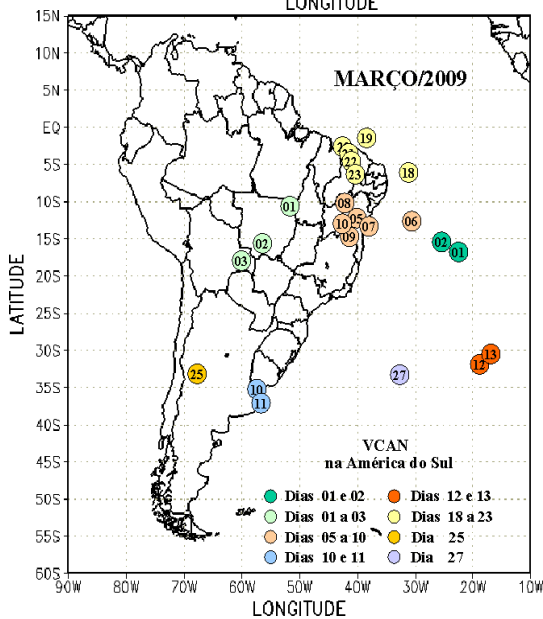 LONGITUDE
15N
10N
5N
EQ
5S
10S
15S
20S
25S
30S
35S
40S
45S
50S
55S
60S
LATITUDE
MARÇO/2009
19
22
23
18
08
05
10
07
09
06
01
02
03
02
01
25
10
11
27
13
12
VCAN
na América do Sul
Dias 01 e 02
Dias 12 e 13
Dias 01 a 03
Dias 18 a 23
Dias 05 a 10
Dia 25
Dias 10 e 11
Dia 27
90W 80W 70W 60W 50W 40W 30W 20W 10W
LONGITUDE